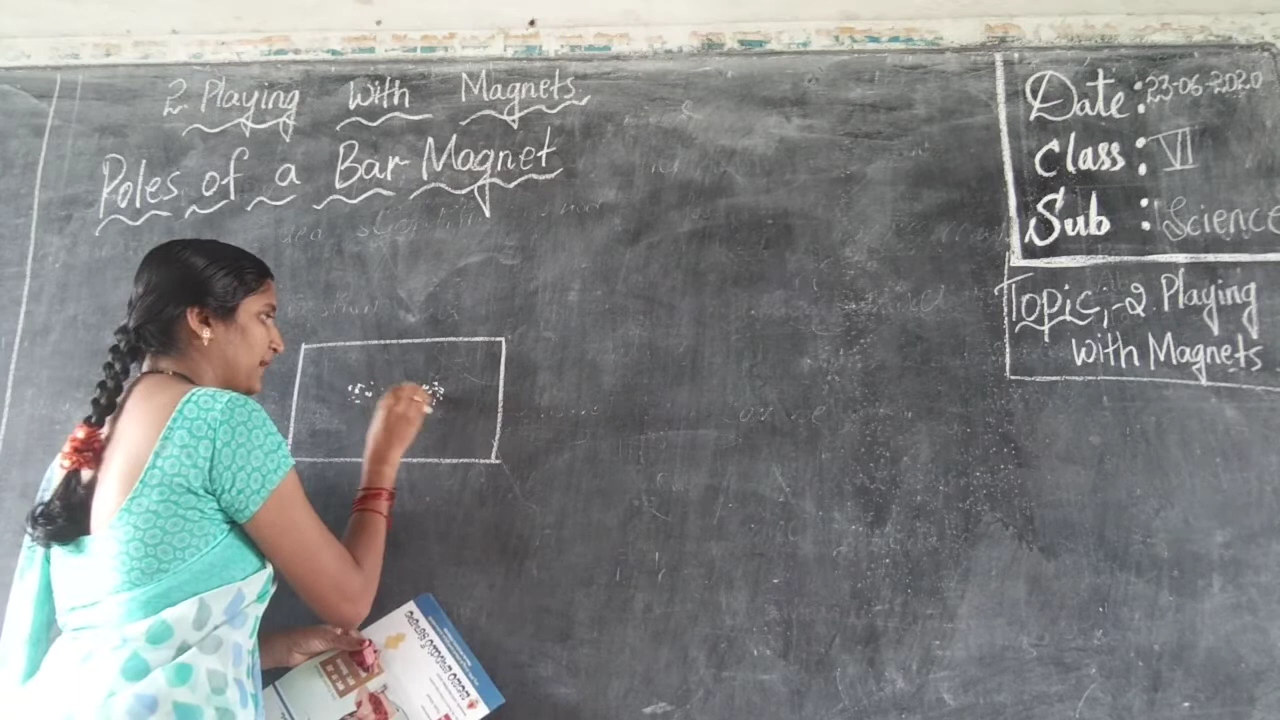 2. Playing With Magnets
Poles of a Bar Magnet
Date: 23-06-2020
Class: VI
Sub: Science
Topic,-2. Playing
with Magnets